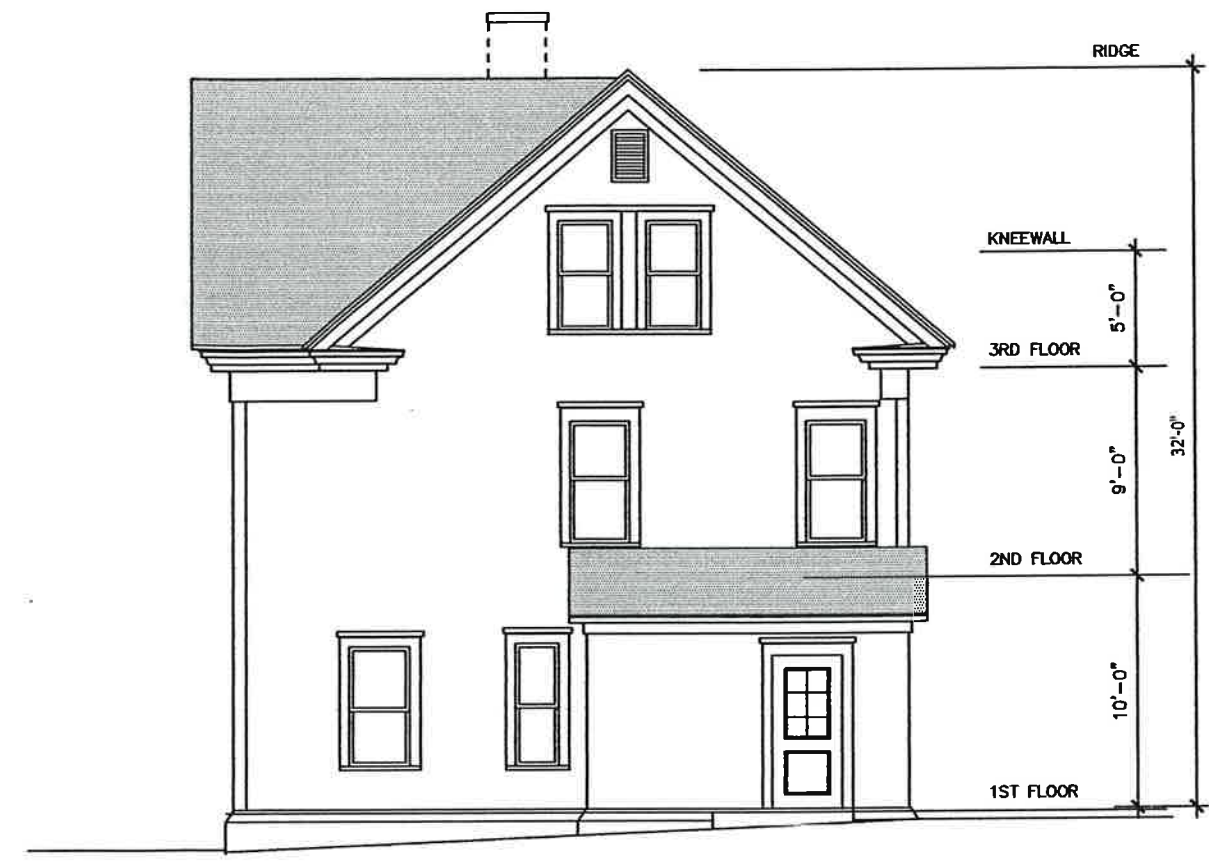 RIDGE
KNEEWALL
5'-0"
3RD FLOOR
9'-0"
32'-0"
2ND FLOOR
10'-0"
1ST FLOOR